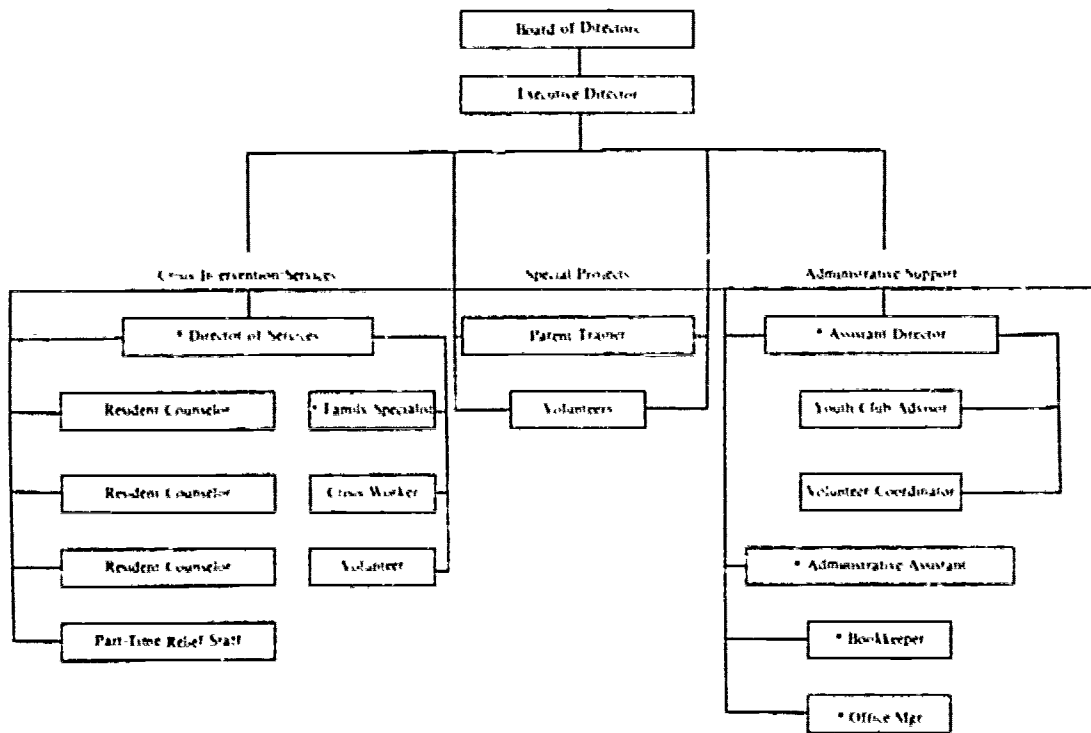 Board of Directors
Executive Director
Crisis Intervention Services
Special Projects
Administrative Support
* Director of Services
Parent Trainer
* Assistant Director
Resident Counselor
* Family Specialist
Volunteers
Youth Club Advisor
Resident Counselor
Crisis Worker
Volunteer Coordinator
Resident Counselor
Volunteer
* Administrative Assistant
Part-Time Relief Staff
* Bookkeeper
* Office Mgr